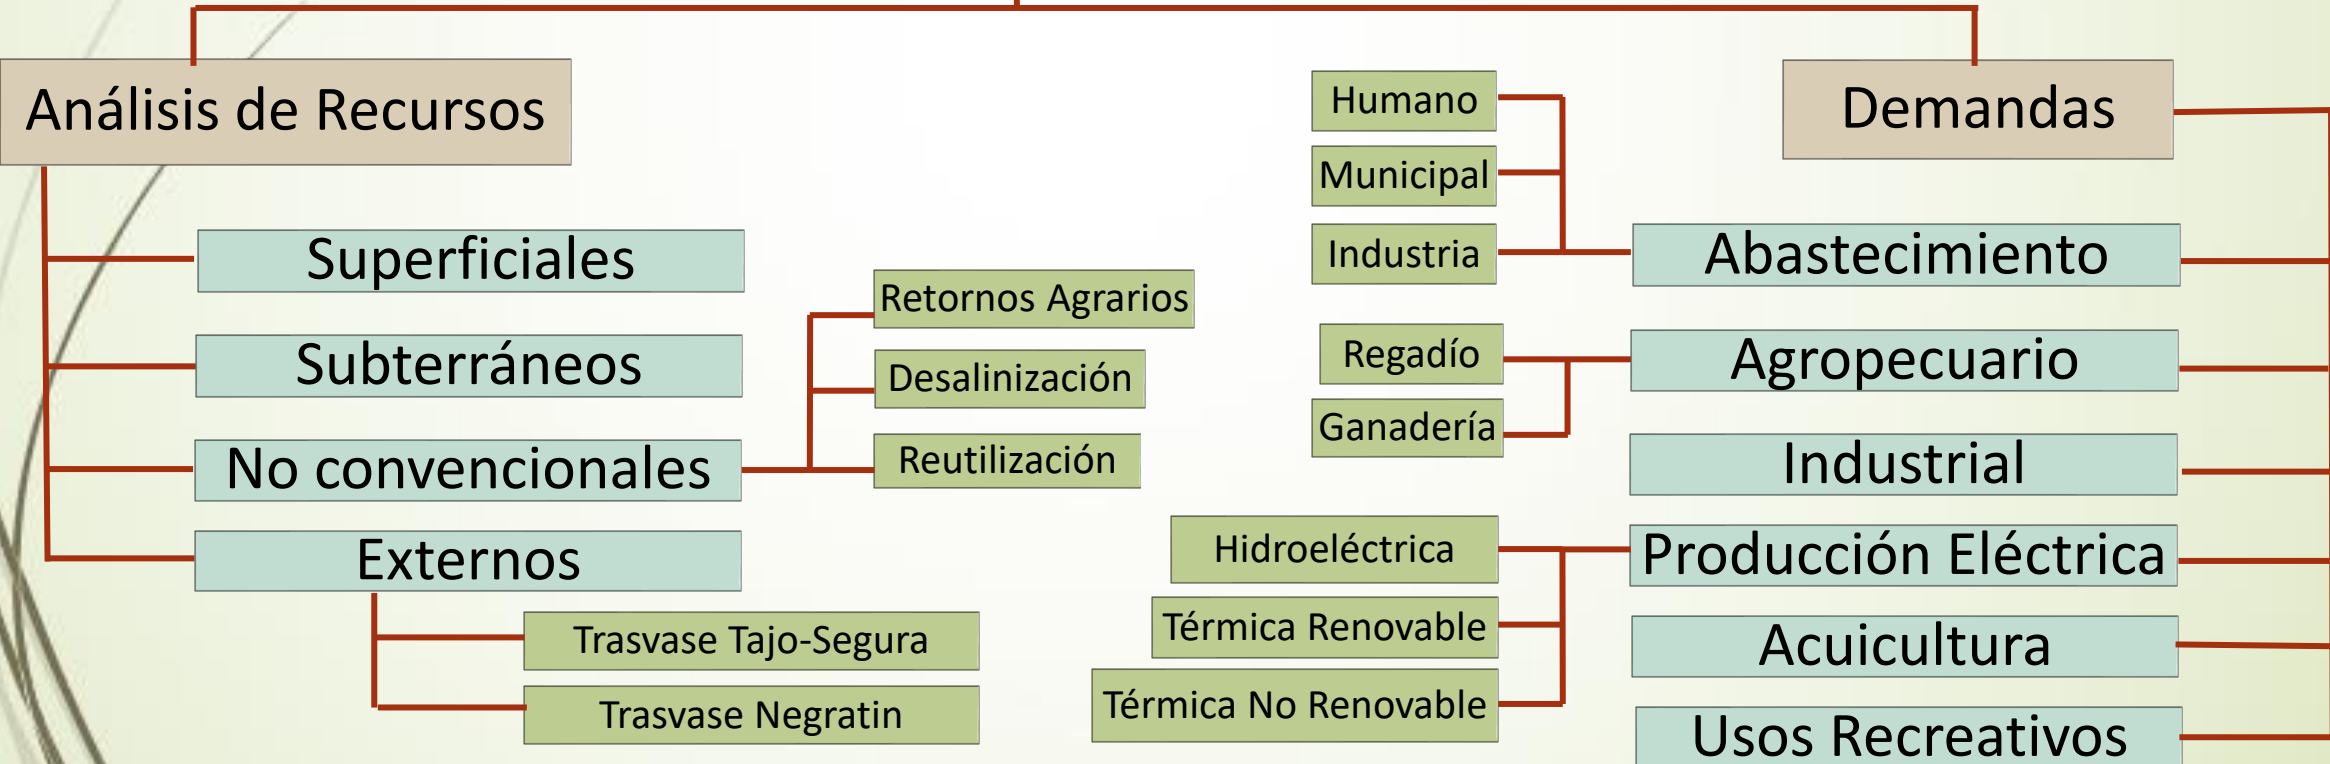 Análisis de Recursos
Superficiales
Subterráneos
No convencionales
Retornos Agrarios
Desalinización
Reutilización
Externos
Trasvase Tajo-Segura
Trasvase Negratin
Demandas
Abastecimiento
Humano
Municipal
Industria
Agropecuario
Regadío
Ganadería
Industrial
Producción Eléctrica
Hidroeléctrica
Térmica Renovable
Térmica No Renovable
Acuicultura
Usos Recreativos